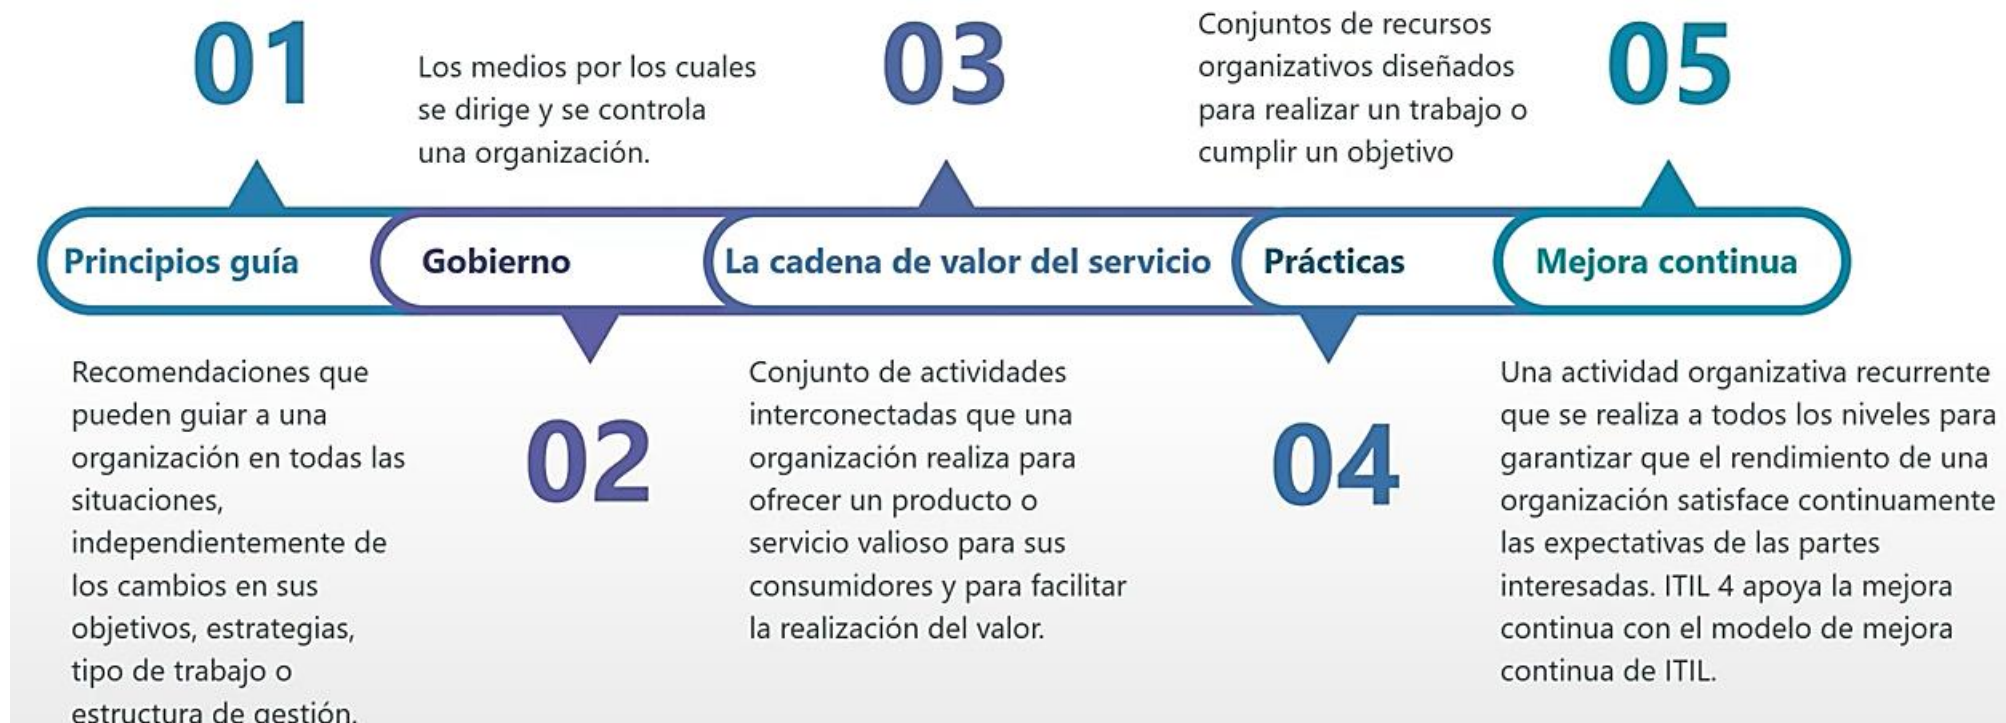 01
Principios guía
Recomendaciones que
pueden guiar a una
organización en todas las
situaciones,
independientemente de
los cambios en sus
objetivos, estrategias,
tipo de trabajo o
estructura de gestión.
Los medios por los cuales
se dirige y se controla
una organización.
Gobierno
02
03
La cadena de valor del servicio
Conjunto de actividades
interconectadas que una
organización realiza para
ofrecer un producto o
servicio valioso para sus
consumidores y para facilitar
la realización del valor.
Conjuntos de recursos
organizativos diseñados
para realizar un trabajo o
cumplir un objetivo
Prácticas
04
05
Mejora continua
Una actividad organizativa recurrente
que se realiza a todos los niveles para
garantizar que el rendimiento de una
organización satisface continuamente
las expectativas de las partes
interesadas. ITIL 4 apoya la mejora
continua con el modelo de mejora
continua de ITIL.